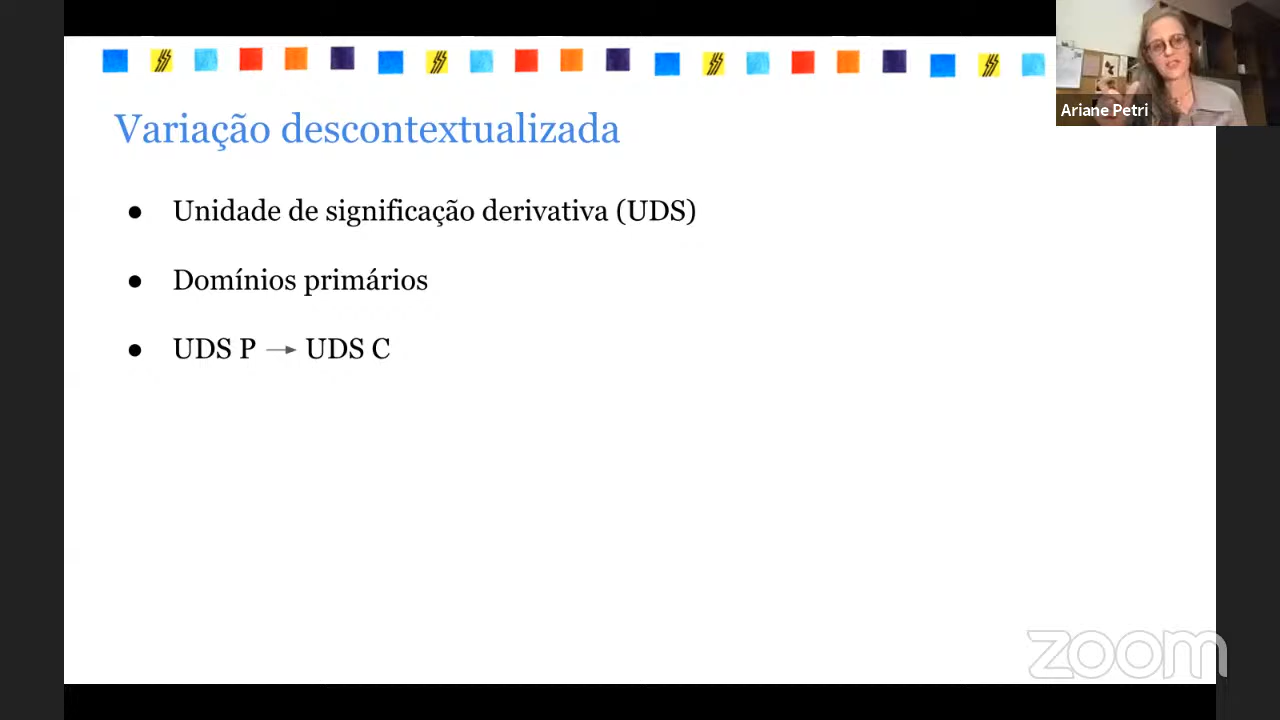 Ariane Petri
Variação descontextualizada
● Unidade de significação derivativa (UDS)
● Domínios primários
● UDS P → UDS C
zoom